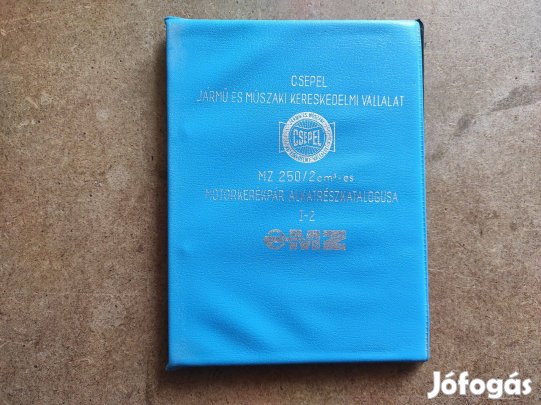 CSEPEL
JÁRMŰ ÉS MŰSZAKI KERESKEDELMI VÁLLALAT
CSEPEL
MZ 250/2 cm³-es
MOTORKERÉKPÁR ALKATRÉSZKATALÓGUSA
I-2
MZ
Jófogás